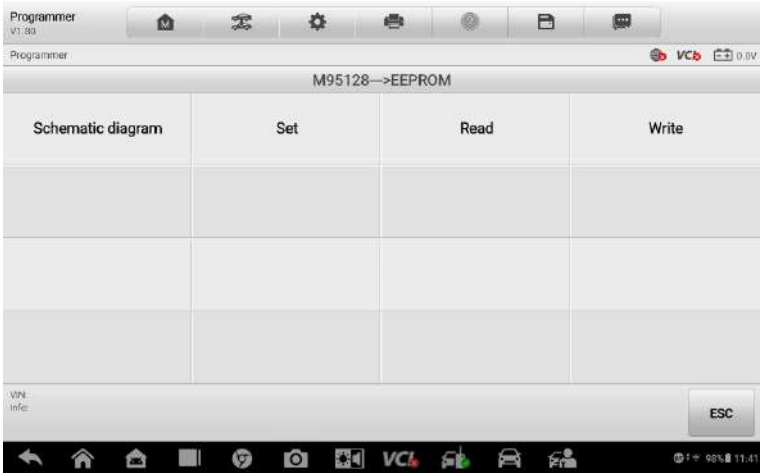 Programmer
V1.80
Programmer
VCI
0.0V
M95128--->EEPROM
Schematic diagram
Set
Read
Write
VIN:
Info:
ESC
VCI
98%
11:41